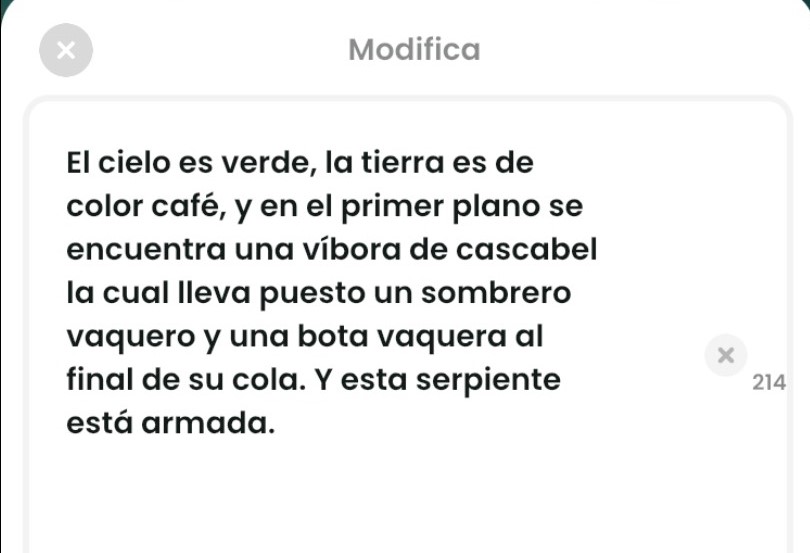 Modifica
El cielo es verde, la tierra es de
color café, y en el primer plano se
encuentra una víbora de cascabel
la cual lleva puesto un sombrero
vaquero y una bota vaquera al
final de su cola. Y esta serpiente
está armada.
214